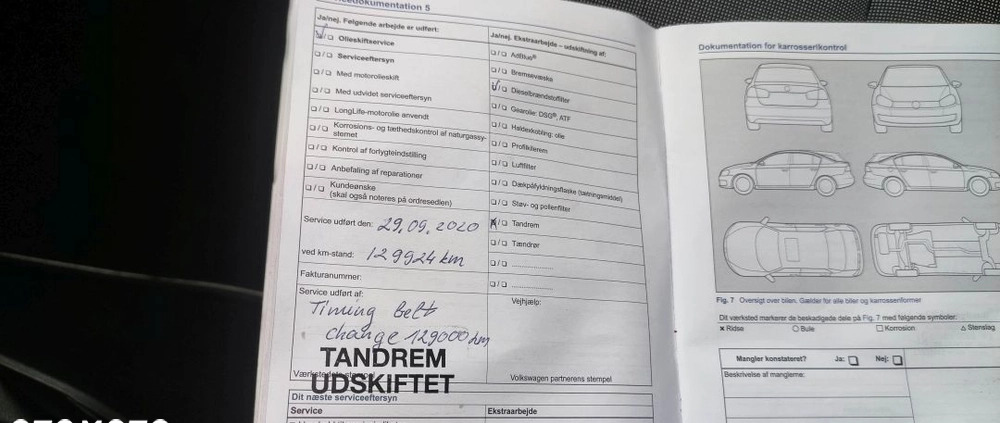 icedokumentation 5
Ja/nej. Følgende arbejde er udført:
Olieskiftservice
Serviceeftersyn
Med motorolieskift
Med udvidet serviceeftersyn
LongLife-motorolie anvendt
Korrosions- og tæthedskontrol af naturgassy-
stemet
Kontrol af forlygteindstilling
Anbefaling af reparationer
Kundeønske
(skal også noteres på ordresedlen)
Service udført den: 29.09.2020
ved km-stand: 129924 km
Fakturanummer:
Service udført af:
Timing belt
change 129000 km
TANDREM
UDSKIFTET
Dit næste serviceeftersyn
Service
Ja/nej. Ekstraarbejde – udskiftning af:
AdBlue®
Bremsevæske
Dieselbrændstoffilter
Gearolie: DSG®, ATF
Haldexkobling: olie
Profilkilerem
Luftfilter
Dækpåfyldningsflaske (tætningsmiddel)
Støv- og pollenfilter
Tandrem
Tændrør
Vejhjælp:
Volkswagen partnerens stempel
Ekstraarbejde
Dokumentation for karrosserikontrol
Fig. 7 Oversigt over bilen. Gælder for alle biler og karrosseriformer
Dit værksted markerer de beskadigede dele på Fig. 7 med følgende symboler:
× Ridse ○ Bule □ Korrosion △ Stenslag
Mangler konstateret? Ja: Nej:
Beskrivelse af manglerne: